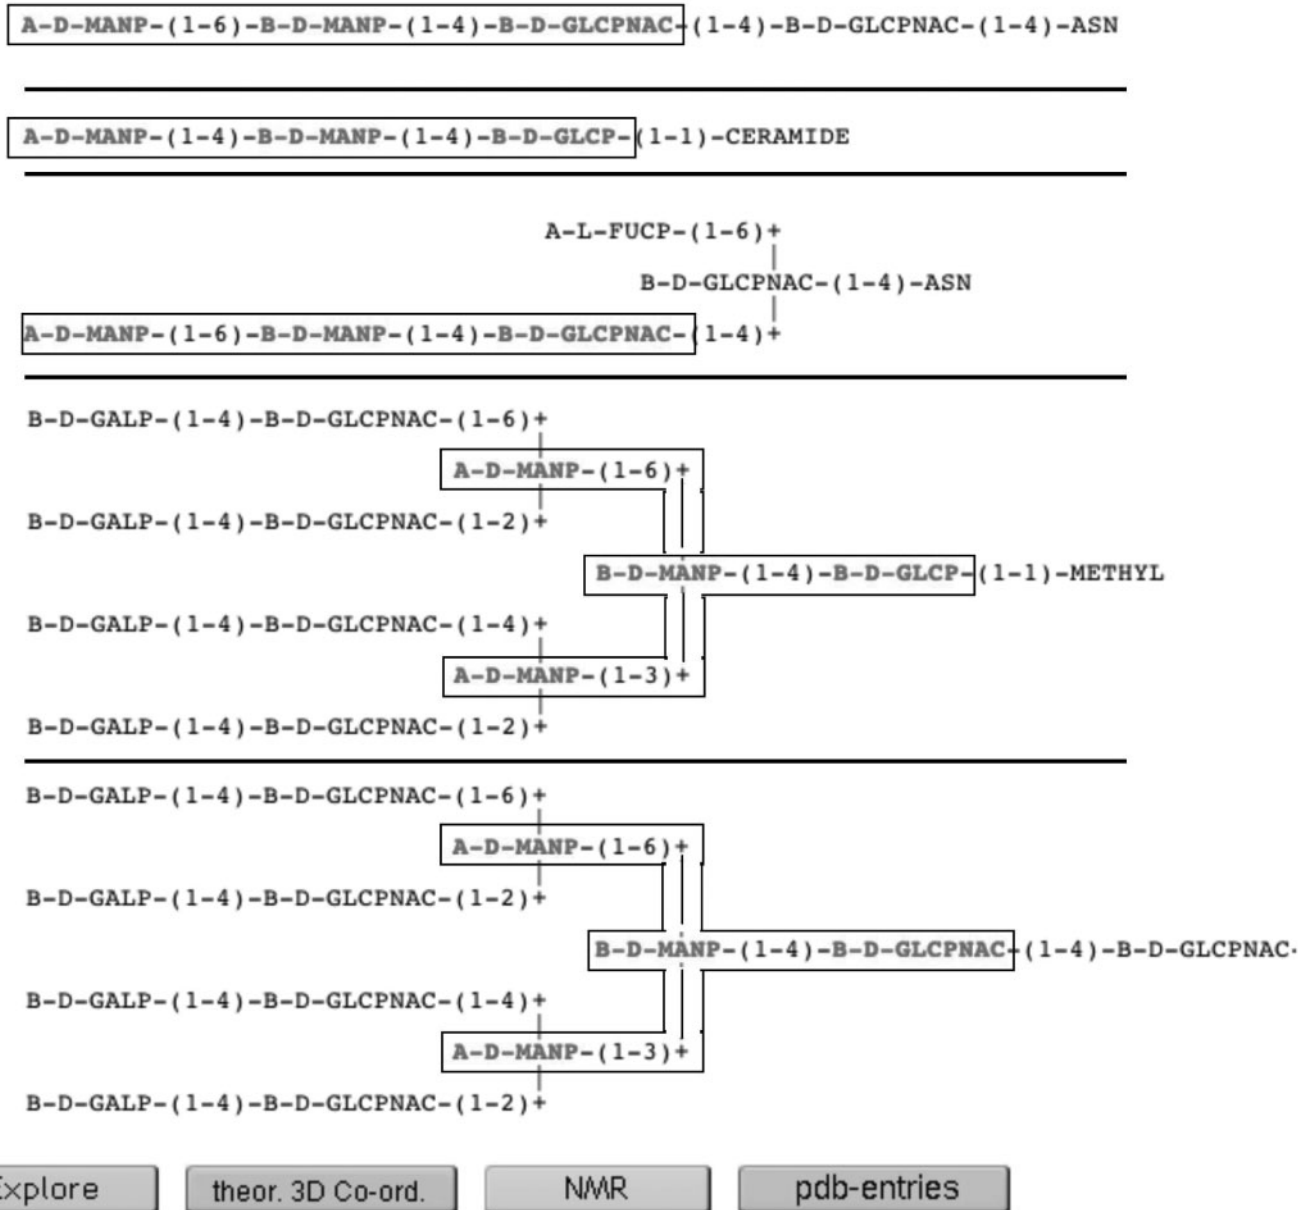 A-D-MANP-(1-6)-B-D-MANP-(1-4)-B-D-GLCPNAC-(1-4)-B-D-GLCPNAC-(1-4)-ASN
A-D-MANP-(1-4)-B-D-MANP-(1-4)-B-D-GLCP-(1-1)-CERAMIDE
A-L-FUCP-(1-6)+
B-D-GLCPNAC-(1-4)-ASN
A-D-MANP-(1-6)-B-D-MANP-(1-4)-B-D-GLCPNAC-(1-4)+
B-D-GALP-(1-4)-B-D-GLCPNAC-(1-6)+
A-D-MANP-(1-6)+
B-D-GALP-(1-4)-B-D-GLCPNAC-(1-2)+
B-D-MANP-(1-4)-B-D-GLCP-(1-1)-METHYL
B-D-GALP-(1-4)-B-D-GLCPNAC-(1-4)+
A-D-MANP-(1-3)+
B-D-GALP-(1-4)-B-D-GLCPNAC-(1-2)+
B-D-GALP-(1-4)-B-D-GLCPNAC-(1-6)+
A-D-MANP-(1-6)+
B-D-GALP-(1-4)-B-D-GLCPNAC-(1-2)+
B-D-MANP-(1-4)-B-D-GLCPNAC-(1-4)-B-D-GLCPNAC-
B-D-GALP-(1-4)-B-D-GLCPNAC-(1-4)+
A-D-MANP-(1-3)+
B-D-GALP-(1-4)-B-D-GLCPNAC-(1-2)+
Explore theor. 3D Co-ord. NMR pdb-entries